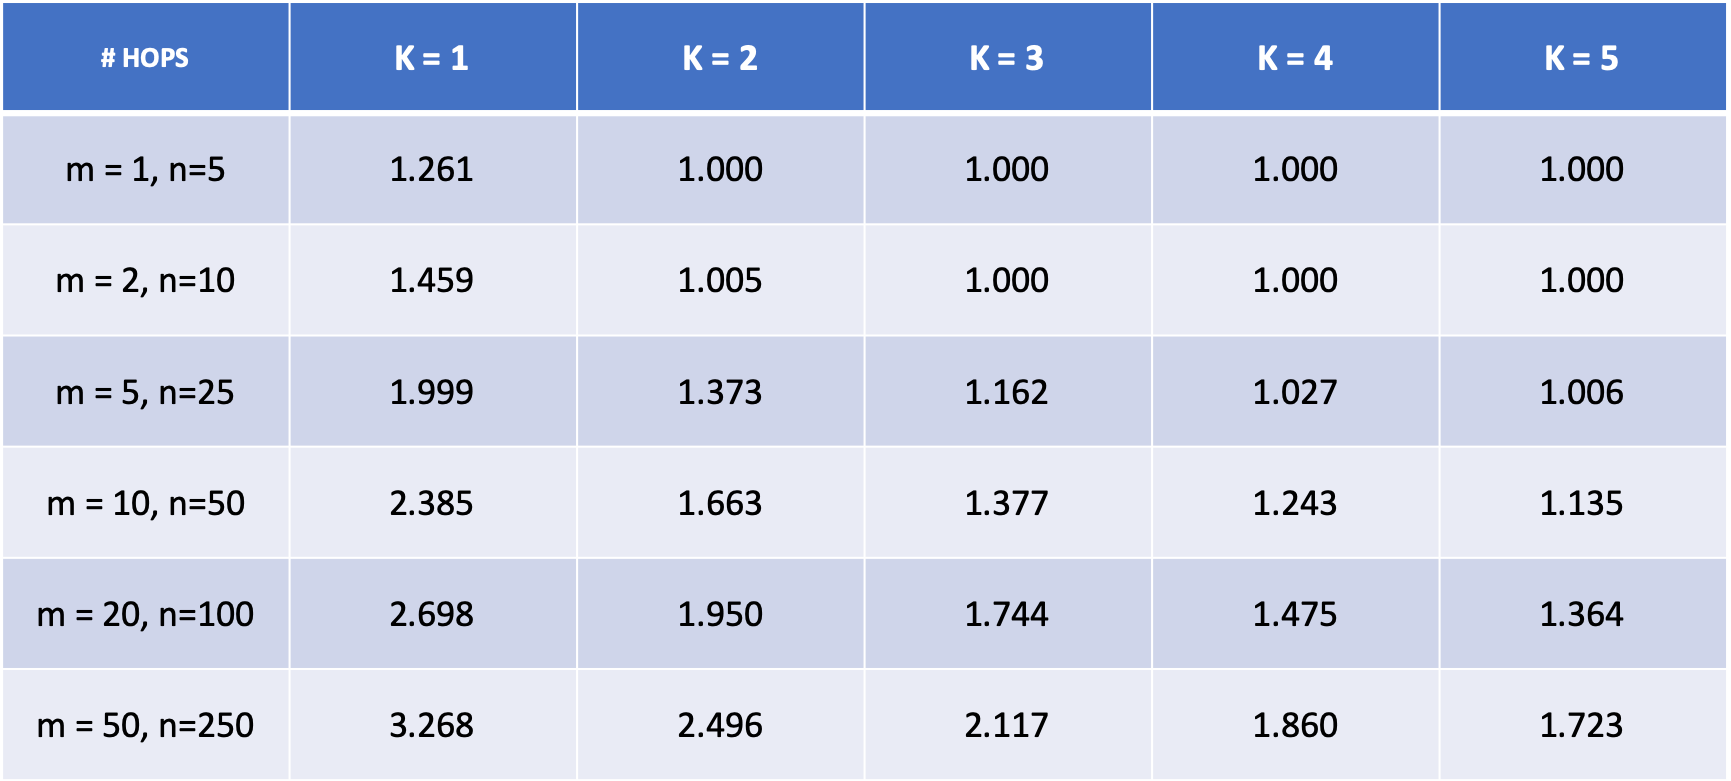 # HOPS K = 1 K = 2 K = 3 K = 4 K = 5
m = 1, n=5 1.261 1.000 1.000 1.000 1.000
m = 2, n=10 1.459 1.005 1.000 1.000 1.000
m = 5, n=25 1.999 1.373 1.162 1.027 1.006
m = 10, n=50 2.385 1.663 1.377 1.243 1.135
m = 20, n=100 2.698 1.950 1.744 1.475 1.364
m = 50, n=250 3.268 2.496 2.117 1.860 1.723